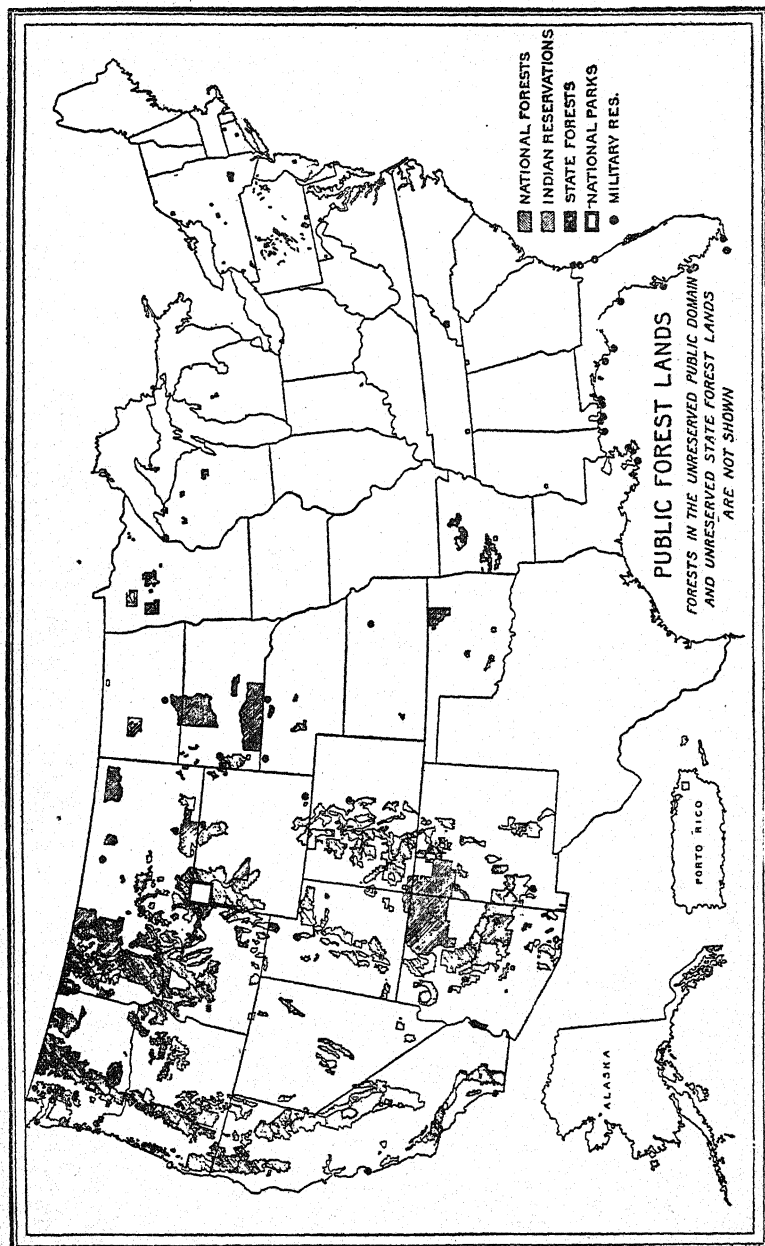 NATIONAL FORESTS
INDIAN RESERVATIONS
STATE FORESTS
NATIONAL PARKS
MILITARY RES.
PUBLIC FOREST LANDS
FORESTS IN THE UNRESERVED PUBLIC DOMAIN
AND UNRESERVED STATE FOREST LANDS
ARE NOT SHOWN
PORTO RICO
ALASKA